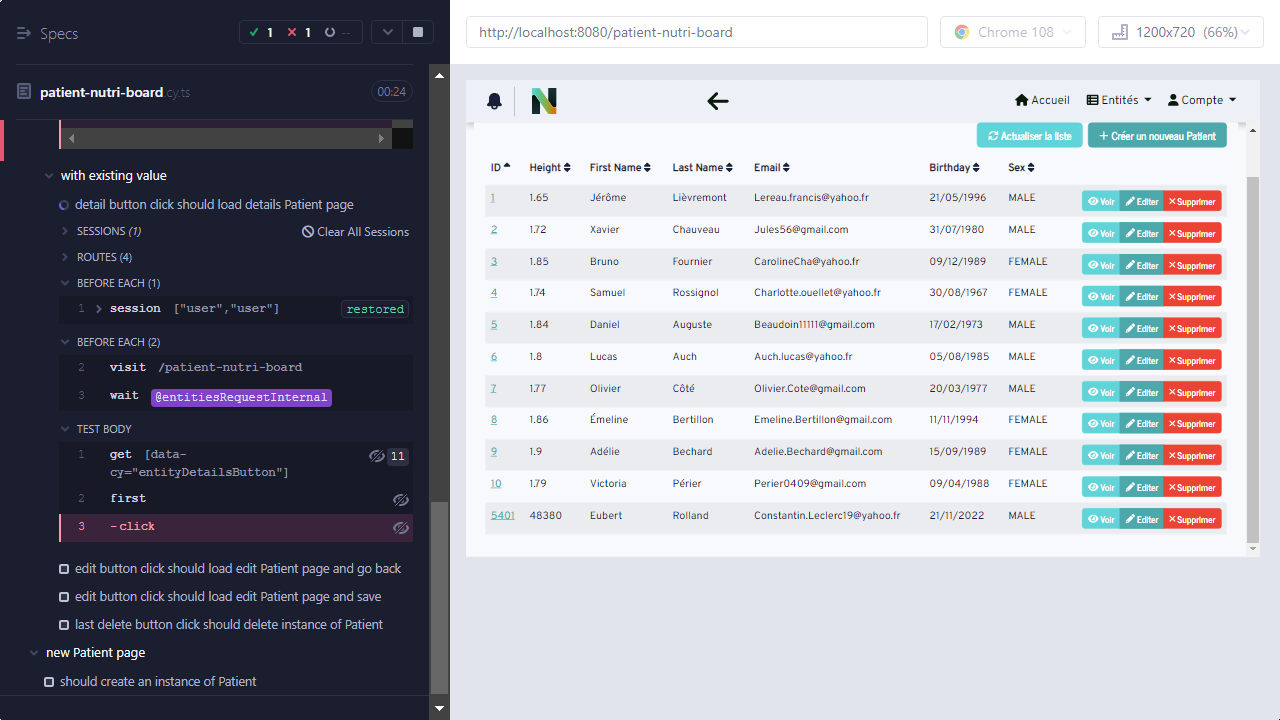 Specs
1
1
--
patient-nutri-board.cy.ts
00:24
with existing value
detail button click should load details Patient page
SESSIONS (1)
Clear All Sessions
ROUTES (4)
BEFORE EACH (1)
1 session ["user","user"] restored
BEFORE EACH (2)
2 visit /patient-nutri-board
3 wait @entitiesRequestInternal
TEST BODY
1 get [data-
cy="entityDetailsButton"] 11
2 first
3 -click
edit button click should load edit Patient page and go back
edit button click should load edit Patient page and save
last delete button click should delete instance of Patient
new Patient page
should create an instance of Patient
http://localhost:8080/patient-nutri-board
Chrome 108
1200x720 (66%)
N
Accueil Entités Compte
Actualiser la liste
Créer un nouveau Patient
ID Height First Name Last Name Email Birthday Sex
1 1.65 Jérôme Lièvremont Lereau.francis@yahoo.fr 21/05/1996 MALE Voir Editer Supprimer
2 1.72 Xavier Chauveau Jules56@gmail.com 31/07/1980 MALE Voir Editer Supprimer
3 1.85 Bruno Fournier CarolineCha@yahoo.fr 09/12/1989 FEMALE Voir Editer Supprimer
4 1.74 Samuel Rossignol Charlotte.ouellet@yahoo.fr 30/08/1967 FEMALE Voir Editer Supprimer
5 1.84 Daniel Auguste Beaudoin11111@gmail.com 17/02/1973 MALE Voir Editer Supprimer
6 1.8 Lucas Auch Auch.lucas@yahoo.fr 05/08/1985 MALE Voir Editer Supprimer
7 1.77 Olivier Côté Olivier.Cote@gmail.com 20/03/1977 MALE Voir Editer Supprimer
8 1.86 Émeline Bertillon Emeline.Bertillon@gmail.com 11/11/1994 FEMALE Voir Editer Supprimer
9 1.9 Adélie Bechard Adelie.Bechard@gmail.com 15/09/1989 FEMALE Voir Editer Supprimer
10 1.79 Victoria Périer Perier0409@gmail.com 09/04/1988 FEMALE Voir Editer Supprimer
5401 48380 Eubert Rolland Constantin.Leclerc19@yahoo.fr 21/11/2022 MALE Voir Editer Supprimer